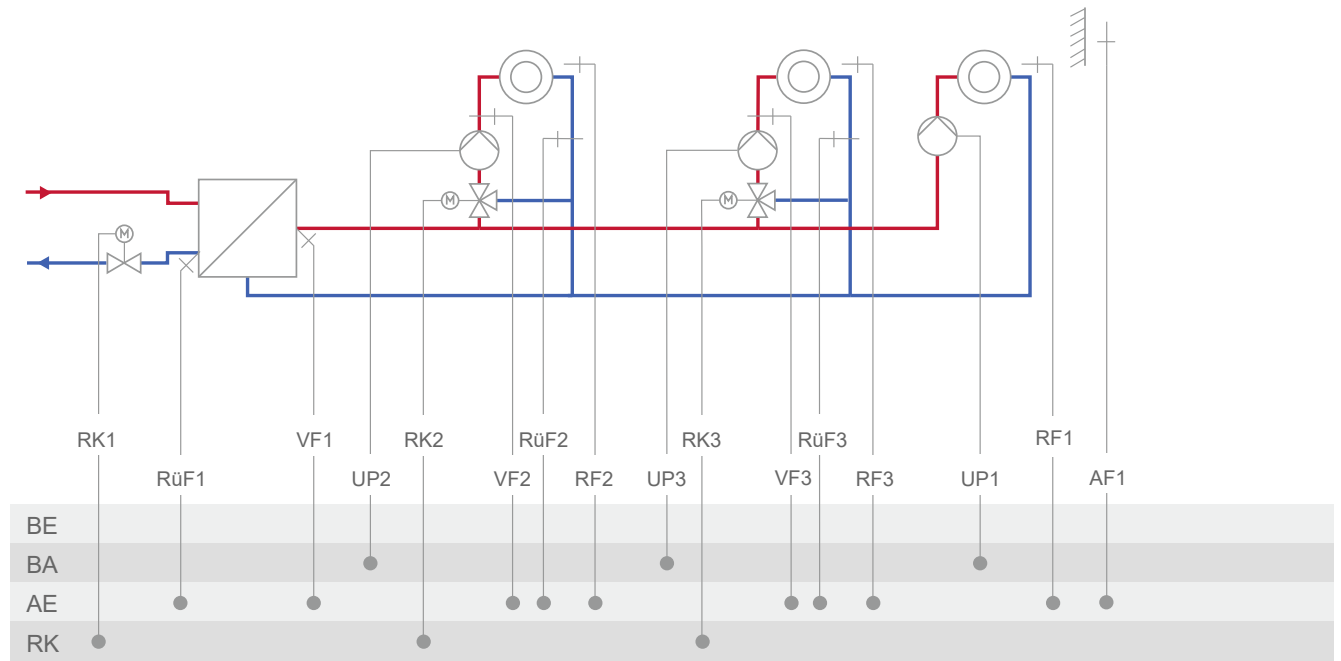 M
M
M
RK1
VF1
RK2
RüF2
RK3
RüF3
RF1
RüF1
UP2
VF2
RF2
UP3
VF3
RF3
UP1
AF1
BE
BA
AE
RK